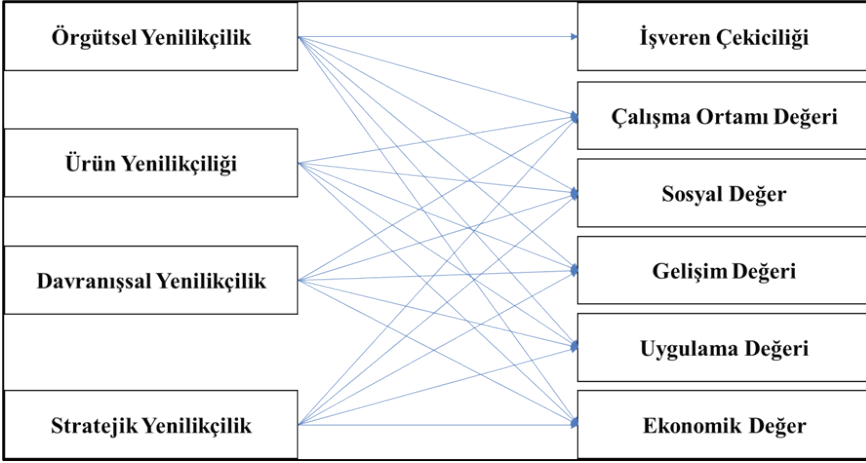 Örgütsel Yenilikçilik
Ürün Yenilikçiliği
Davranışsal Yenilikçilik
Stratejik Yenilikçilik
İşveren Çekiciliği
Çalışma Ortamı Değeri
Sosyal Değer
Gelişim Değeri
Uygulama Değeri
Ekonomik Değer